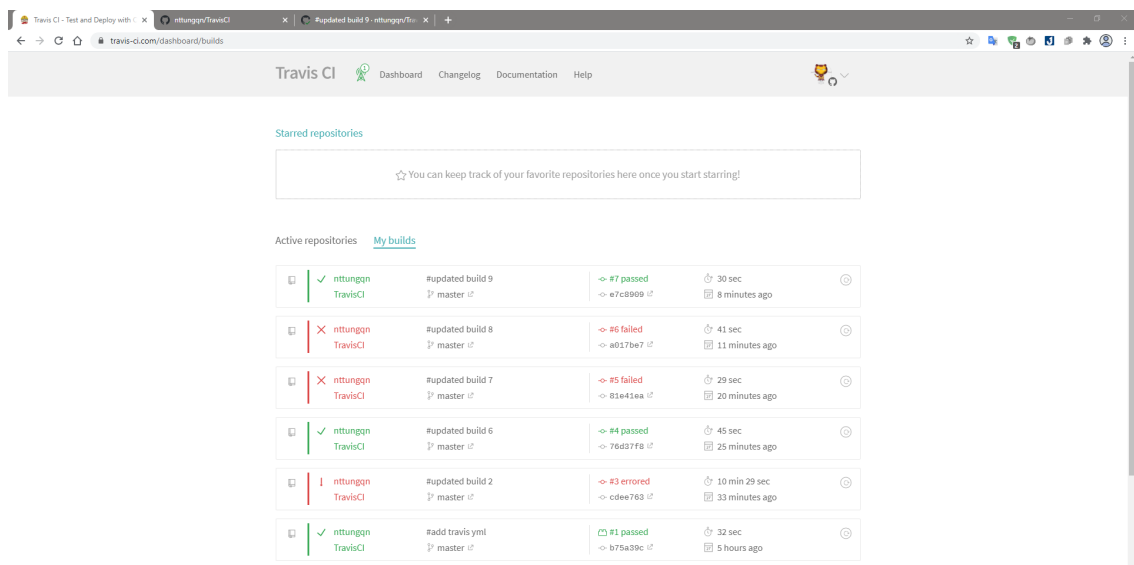 Travis CI - Test and Deploy with
nttungqn/TravisCI
#updated build 9 · nttungqn/Tra
travis-ci.com/dashboard/builds
2
Travis CI
1
Dashboard
Changelog
Documentation
Help
Starred repositories
You can keep track of your favorite repositories here once you start starring!
Active repositories
My builds
nttungqn #updated build 9 #7 passed 30 sec
TravisCI master e7c8909 8 minutes ago
nttungqn #updated build 8 #6 failed 41 sec
TravisCI master a017be7 11 minutes ago
nttungqn #updated build 7 #5 failed 29 sec
TravisCI master 81e41ea 20 minutes ago
nttungqn #updated build 6 #4 passed 45 sec
TravisCI master 76d37f8 25 minutes ago
nttungqn #updated build 2 #3 errored 10 min 29 sec
TravisCI master cdee763 33 minutes ago
nttungqn #add travis yml #1 passed 32 sec
TravisCI master b75a39c 5 hours ago